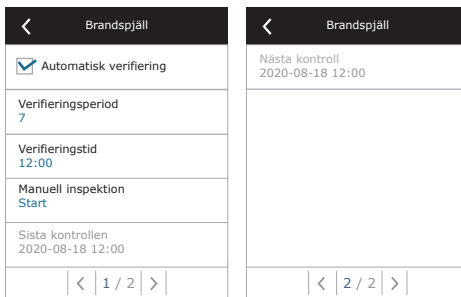 Brandspjäll
Automatisk verifiering
Verifieringsperiod
7
Verifieringstid
12:00
Manuell inspektion
Start
Sista kontrollen
2020-08-18 12:00
1 / 2
Brandspjäll
Nästa kontroll
2020-08-18 12:00
2 / 2